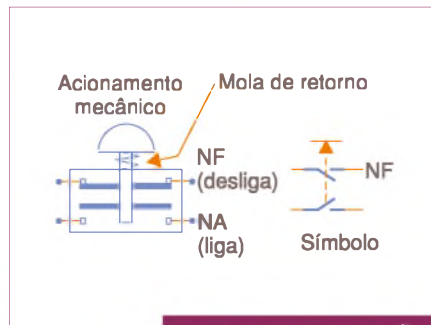 Acionamento
mecânico
Mola de retorno
NF
(desliga)
NA
(liga)
NF
Símbolo